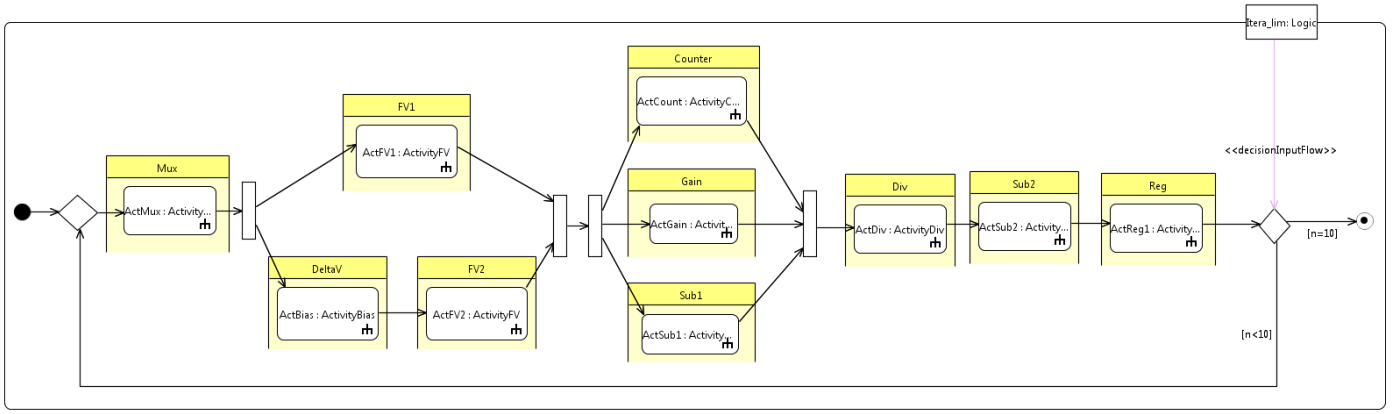 Itera_lim: Logic
Counter
ActCount : ActivityC...
FV1
ActFV1 : ActivityFV
<<decisionInputFlow>>
Mux
ActMux : Activity...
Gain
ActGain : Activit...
Div
ActDiv : ActivityDiv
Sub2
ActSub2 : Activity...
Reg
ActReg1 : Activity...
[n=10]
DeltaV
ActBias : ActivityBias
FV2
ActFV2 : ActivityFV
Sub1
ActSub1 : Activity...
[n<10]